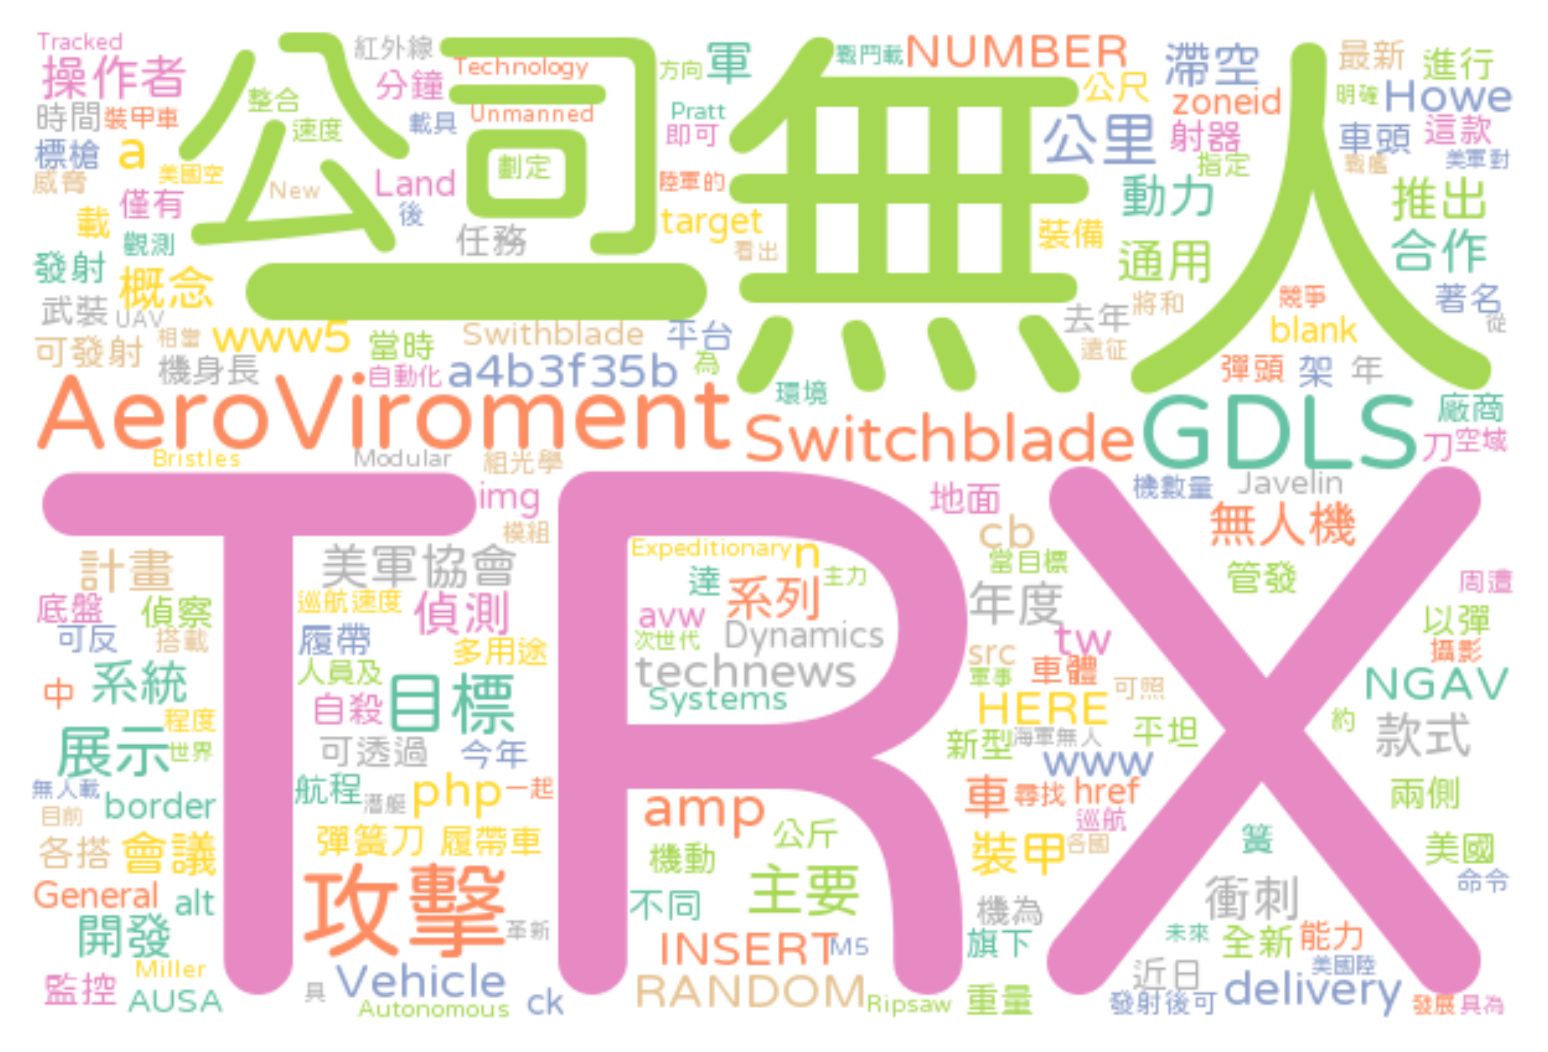 Tracked
操作者
時間 裝甲車
標槍 a
威脅 美國空
載 僅有
觀測
發射
概念
武裝 UAV
可發射 相當
機身長
公司
紅外線
分鐘 Technology
整合 速度
載具 Unmanned
New Land
後 任務
劃定
www5 當時
Swithblade 平台
自動化 a4b3f35b
為
方向 軍
Pratt
即可
陸軍的
target
看出
戰鬥載 NUMBER
無人
公尺
公里
裝備
滯空
zoneid
射器
指定
動力
通用
去年 將和
遠征
環境
最新 進行
明確 Howe
車頭 這款
戰艦 美軍對
推出
合作
競爭 著名
blank 從
彈頭 架 年
AeroViroment
Switchblade
GDLS
廠商
刀 空域
Bristles Modular 組光學
TRX
img
模組
地面
機數量 Javelin
無人機
cb
當目標
年度
管發
周遭
計畫
美軍協會
底盤 偵察
巡航速度 偵測
可反 搭載
履帶
多用途
中 系統
人員及
自殺 目標
程度
展示 世界
可透過 今年
無人載
目前 border
航程 潛艇 php 一起
各搭 會議
彈簧刀 履帶車
General alt
攻擊
開發
革新
監控 Miller
AUSA
具 Vehicle
Autonomous ck
Expeditionary n
達 系列 主力
avw
次世代 Dynamics
technews
Systems
tw
src 車體
軍事
HERE 可照
新型 海軍無人 平坦
www
車 尋找 href
巡航
裝甲 各國
以彈
攝影
NGAV
約 款式
兩側
amp 公斤
機動
主要
不同
INSERT M5
RANDOM Ripsaw
簧
美國
命令
衝刺
機為
旗下
未來 全新 能力
近日 美國陸
重量
發射後可 delivery
發展 具為